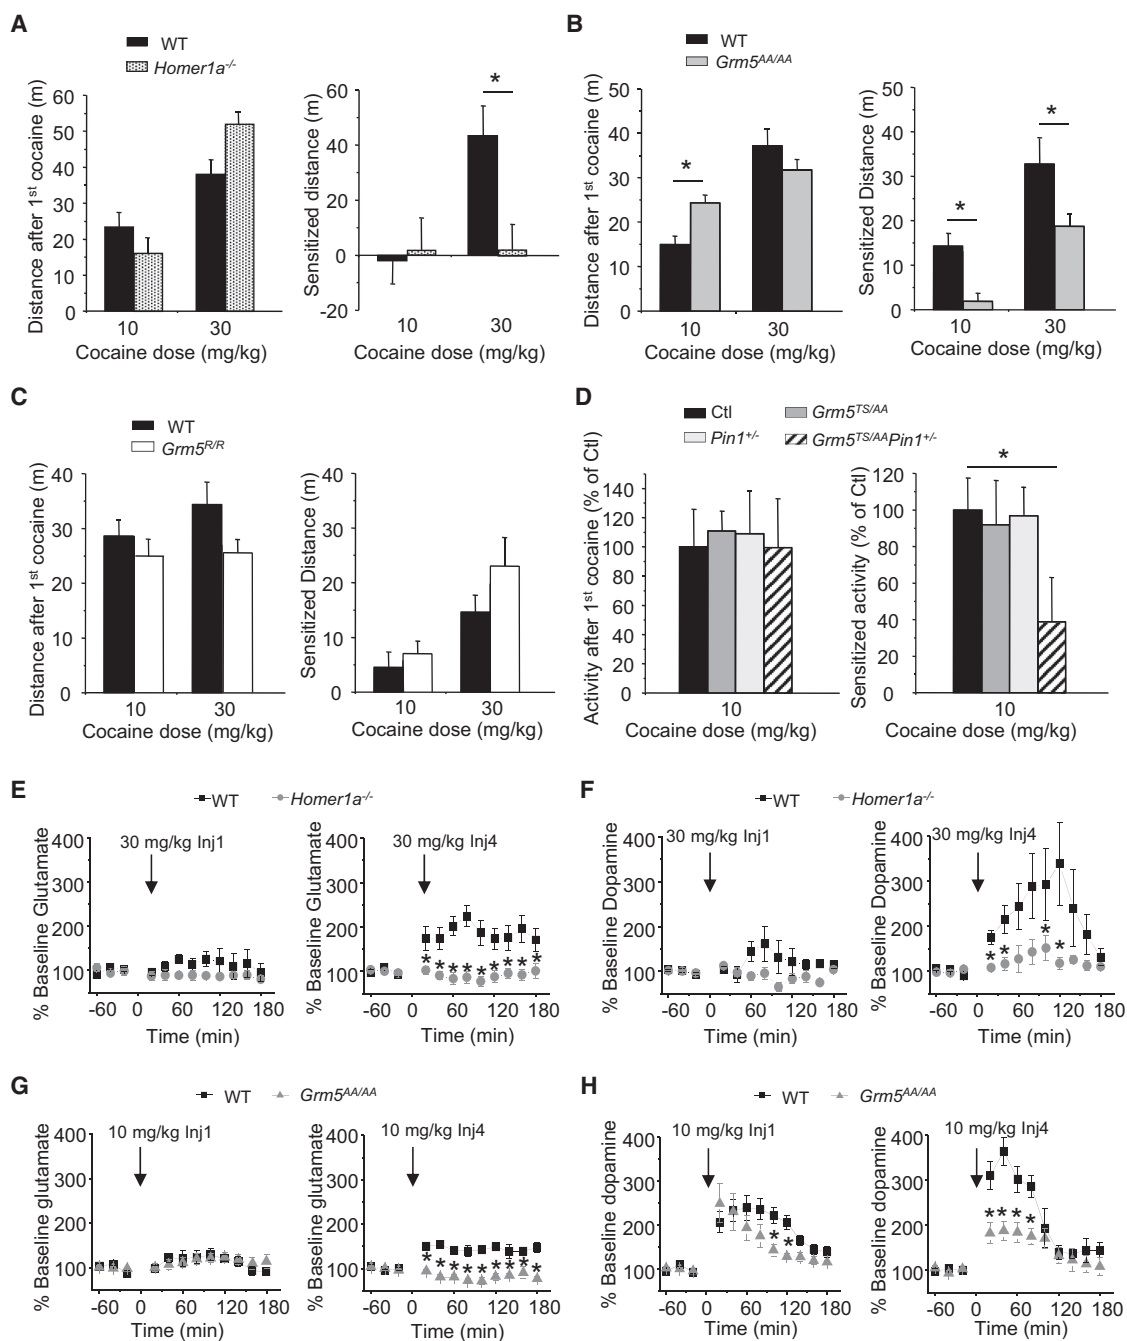 A
WT
Homer1a-/-
Distance after 1st cocaine (m)
60
50
40
30
20
10
0
10 30
Cocaine dose (mg/kg)
Sensitized distance (m)
60
40
20
0
-20
*
10 30
Cocaine dose (mg/kg)
B
WT
Grm5AA/AA
Distance after 1st cocaine (m)
50
40
30
20
10
0
*
10 30
Cocaine dose (mg/kg)
Sensitized Distance (m)
50
40
30
20
10
0
*
*
10 30
Cocaine dose (mg/kg)
C
WT
Grm5R/R
Distance after 1st cocaine (m)
40
30
20
10
0
10 30
Cocaine dose (mg/kg)
Sensitized Distance (m)
40
30
20
10
0
10 30
Cocaine dose (mg/kg)
D
Ctl Grm5TS/AA
Pin1+/- Grm5TS/AAPin1+/-
Activity after 1st cocaine (% of Ctl)
140
120
100
80
60
40
20
0
10
Cocaine dose (mg/kg)
Sensitized activity (% of Ctl)
120
100
80
60
40
20
0
*
10
Cocaine dose (mg/kg)
E
WT Homer1a-/-
% Baseline Glutamate
400
300
200
100
30 mg/kg Inj1
-60 0 60 120 180
Time (min)
% Baseline Glutamate
400
300
200
100
30 mg/kg Inj4
* * * * * * * * *
-60 0 60 120 180
Time (min)
F
WT Homer1a-/-
% Baseline Dopamine
400
300
200
100
30 mg/kg Inj1
-60 0 60 120 180
Time (min)
% Baseline Dopamine
400
300
200
100
30 mg/kg Inj4
* * * *
-60 0 60 120 180
Time (min)
G
WT Grm5AA/AA
% Baseline glutamate
400
300
200
100
10 mg/kg Inj1
-60 0 60 120 180
Time (min)
% Baseline glutamate
400
300
200
100
10 mg/kg Inj4
* * * * * * * * *
-60 0 60 120 180
Time (min)
H
WT Grm5AA/AA
% Baseline dopamine
400
300
200
100
10 mg/kg Inj1
* *
-60 0 60 120 180
Time (min)
% Baseline dopamine
400
300
200
100
10 mg/kg Inj4
* * * *
-60 0 60 120 180
Time (min)